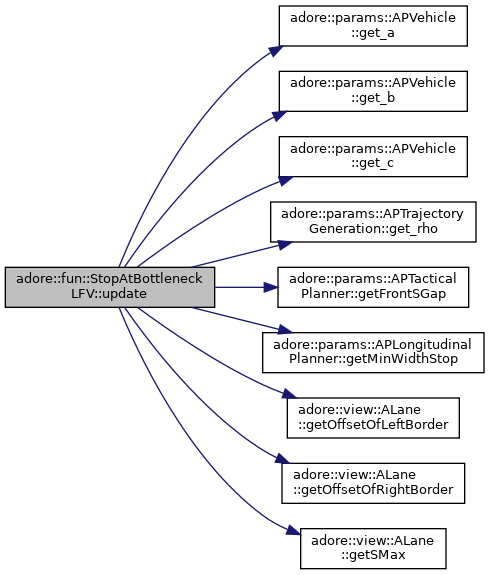 adore::fun::StopAtBottleneck
LFV::update
adore::params::APVehicle
::get_a
adore::params::APVehicle
::get_b
adore::params::APVehicle
::get_c
adore::params::APTrajectory
Generation::get_rho
adore::params::APTactical
Planner::getFrontSGap
adore::params::APLongitudinal
Planner::getMinWidthStop
adore::view::ALane
::getOffsetOfLeftBorder
adore::view::ALane
::getOffsetOfRightBorder
adore::view::ALane
::getSMax